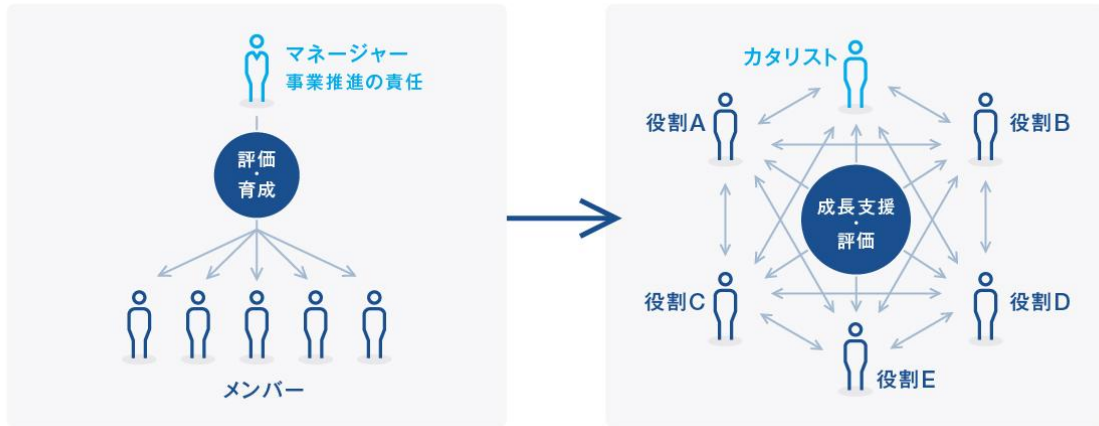 マネージャー
事業推進の責任
評価
・
育成
メンバー
カタリスト
役割A
役割B
成長支援
・
評価
役割C
役割D
役割E